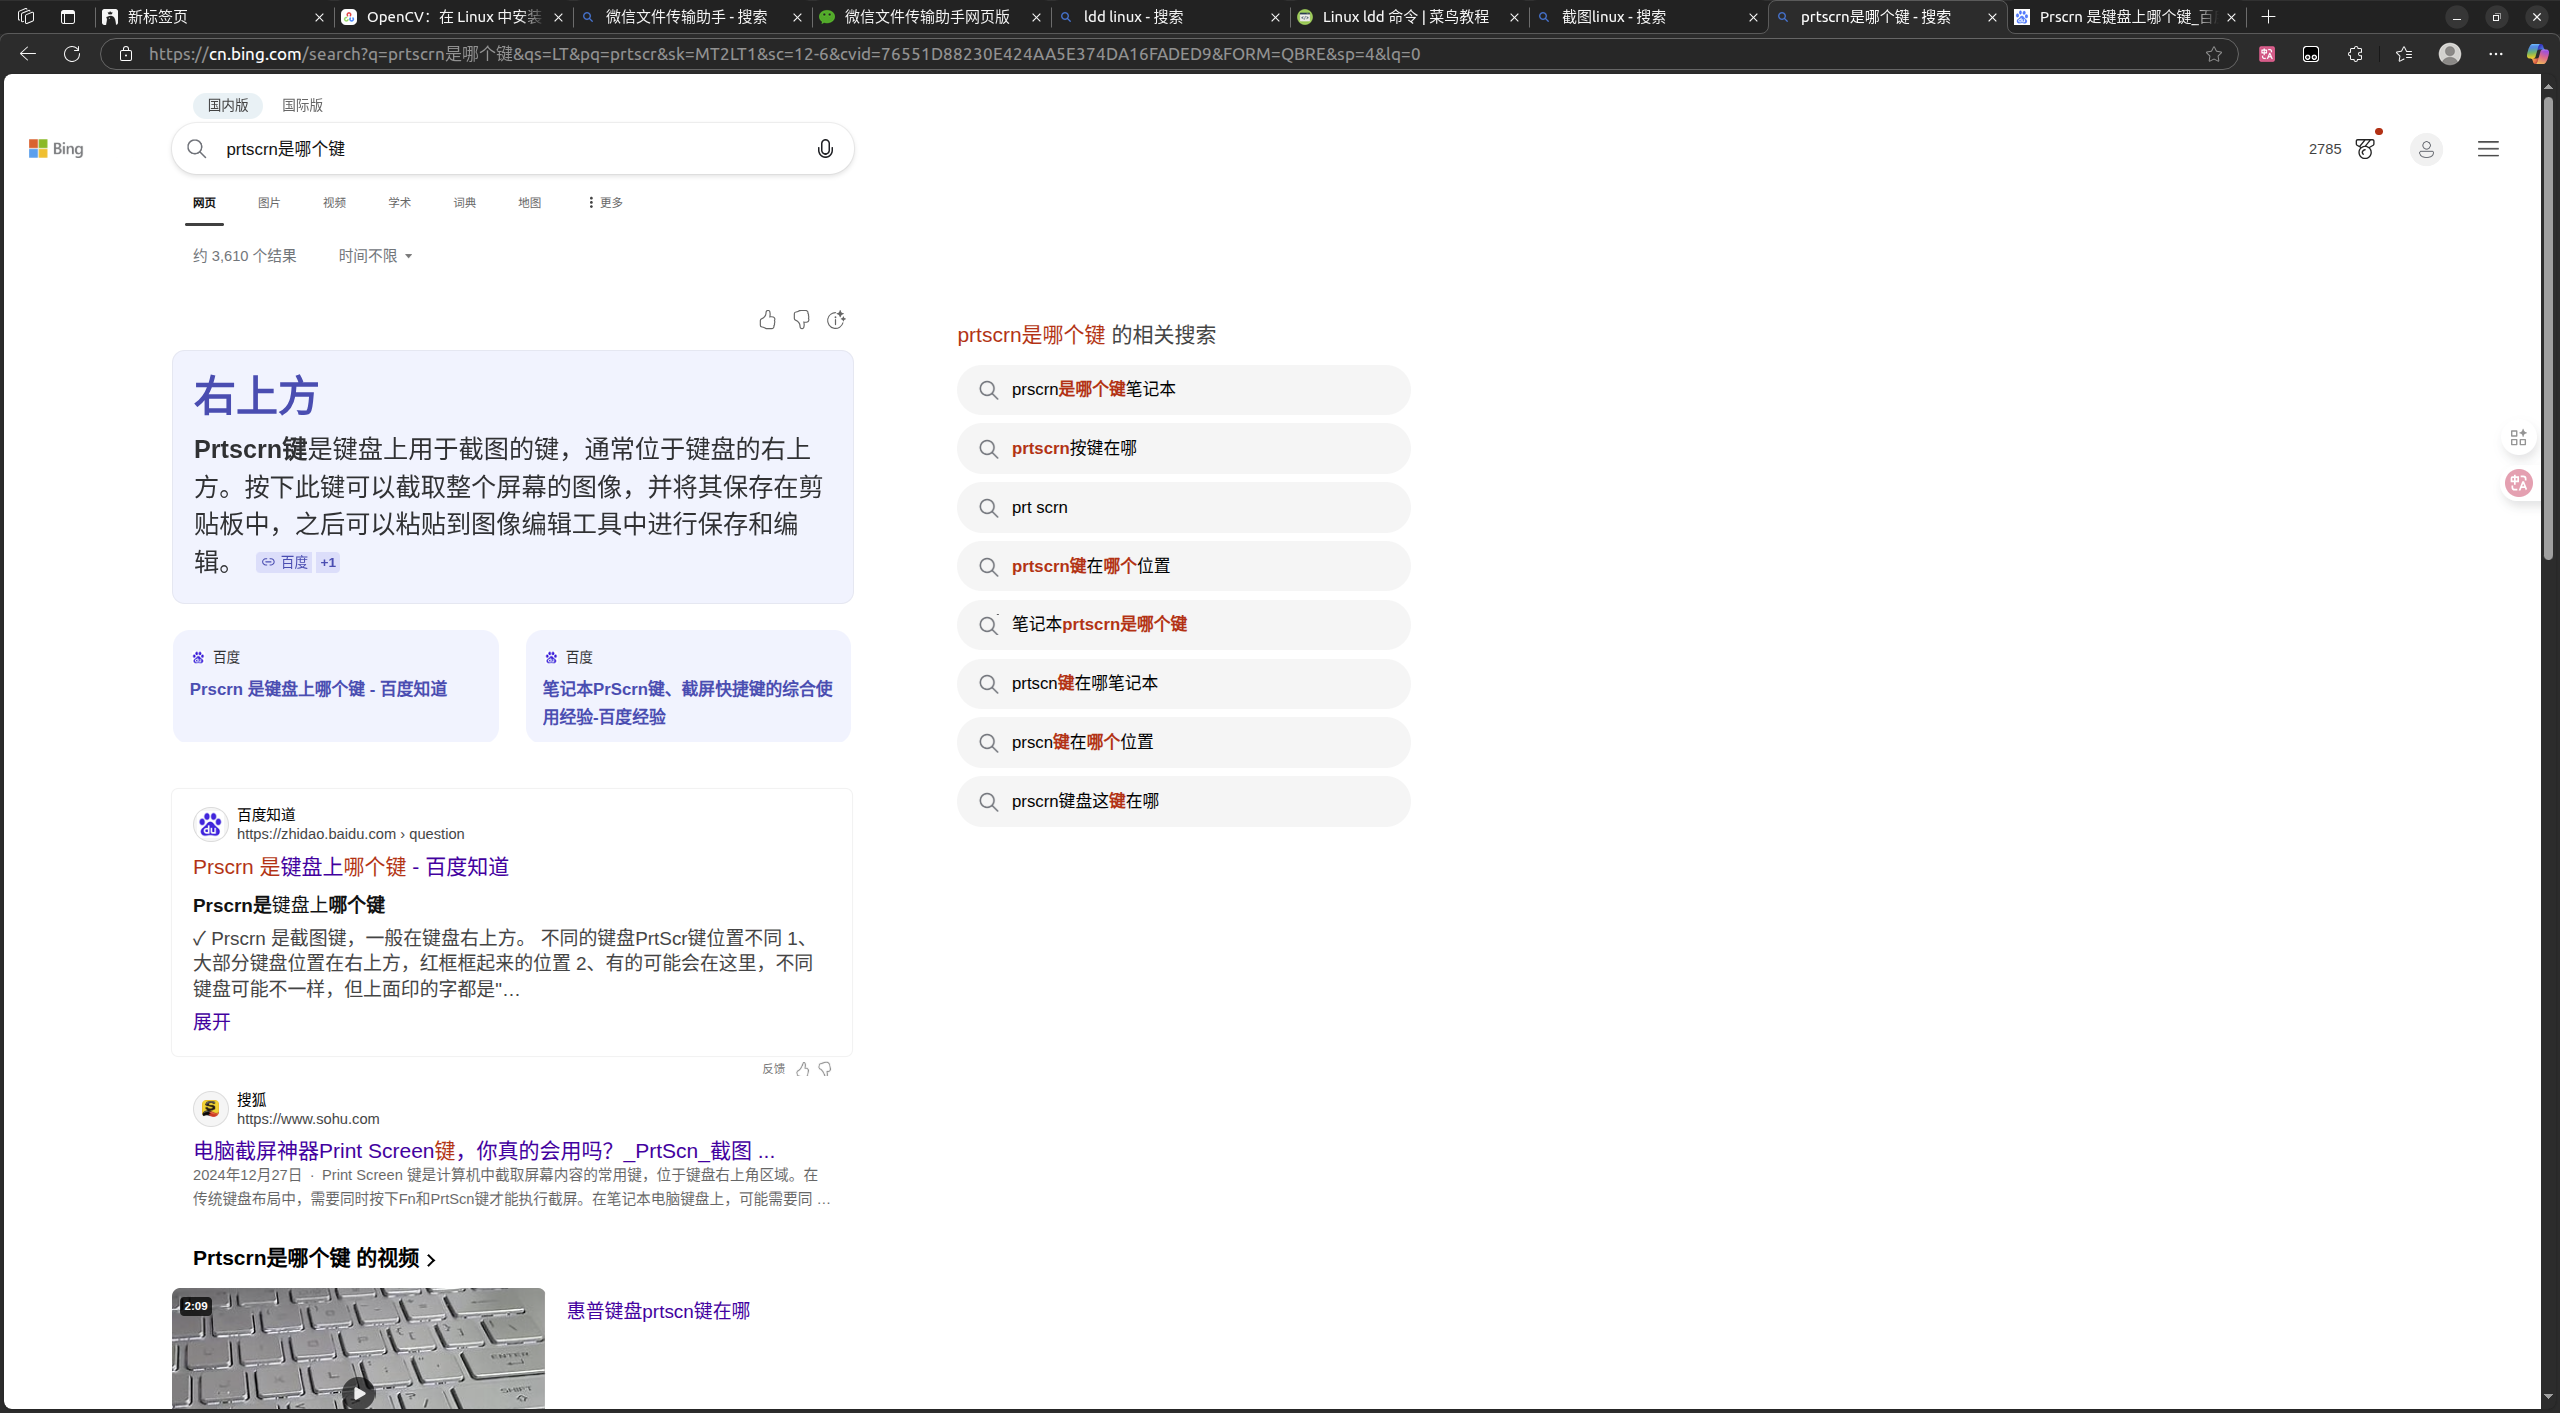 新标签页
OpenCV：在 Linux 中安装
微信文件传输助手 - 搜索
微信文件传输助手网页版
ldd linux - 搜索
Linux ldd 命令 | 菜鸟教程
截图linux - 搜索
prtscrn是哪个键 - 搜索
Prscrn 是键盘上哪个键_百
https://cn.bing.com/search?q=prtscrn是哪个键&qs=LT&pq=prtscr&sk=MT2LT1&sc=12-6&cvid=76551D88230E424AA5E374DA16FADED9&FORM=QBRE&sp=4&lq=0
国内版 国际版
Bing
prtscrn是哪个键
2785
网页 图片 视频 学术 词典 地图 更多
约 3,610 个结果 时间不限
右上方
Prtscrn键是键盘上用于截图的键，通常位于键盘的右上
方。按下此键可以截取整个屏幕的图像，并将其保存在剪
贴板中，之后可以粘贴到图像编辑工具中进行保存和编
辑。 百度 +1
百度
Prscrn 是键盘上哪个键 - 百度知道
百度
笔记本PrScrn键、截屏快捷键的综合使
用经验-百度经验
百度知道
https://zhidao.baidu.com › question
Prscrn 是键盘上哪个键 - 百度知道
Prscrn是键盘上哪个键
✓ Prscrn 是截图键，一般在键盘右上方。 不同的键盘PrtScr键位置不同 1、
大部分键盘位置在右上方，红框框起来的位置 2、有的可能会在这里，不同
键盘可能不一样，但上面印的字都是"…
展开
反馈
搜狐
https://www.sohu.com
电脑截屏神器Print Screen键，你真的会用吗？_PrtScn_截图 ...
2024年12月27日 · Print Screen 键是计算机中截取屏幕内容的常用键，位于键盘右上角区域。在
传统键盘布局中，需要同时按下Fn和PrtScn键才能执行截屏。在笔记本电脑键盘上，可能需要同 …
Prtscrn是哪个键 的视频
2:09
ENTER
SHIFT
惠普键盘prtscn键在哪
prtscrn是哪个键 的相关搜索
prscrn是哪个键笔记本
prtscrn按键在哪
prt scrn
prtscrn键在哪个位置
笔记本prtscrn是哪个键
prtscn键在哪笔记本
prscn键在哪个位置
prscrn键盘这键在哪